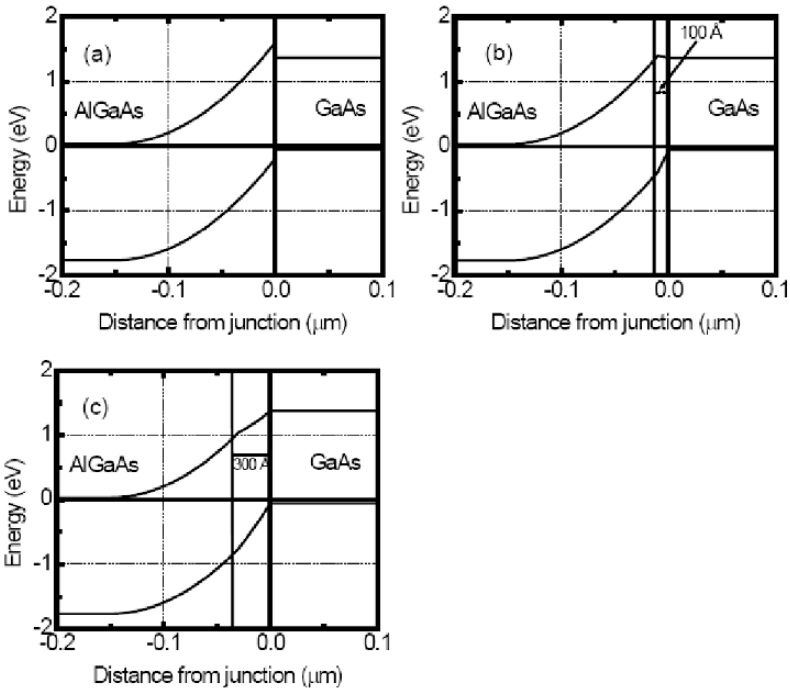 2
(a)
1
AlGaAs
GaAs
0
-1
-2
-0.2
-0.1
0.0
0.1
Energy (eV)
Distance from junction (μm)
2
(b)
100 Å
1
AlGaAs
GaAs
0
-1
-2
-0.2
-0.1
0.0
0.1
Energy (eV)
Distance from junction (μm)
2
(c)
1
AlGaAs
300 Å
GaAs
0
-1
-2
-0.2
-0.1
0.0
0.1
Energy (eV)
Distance from junction (μm)